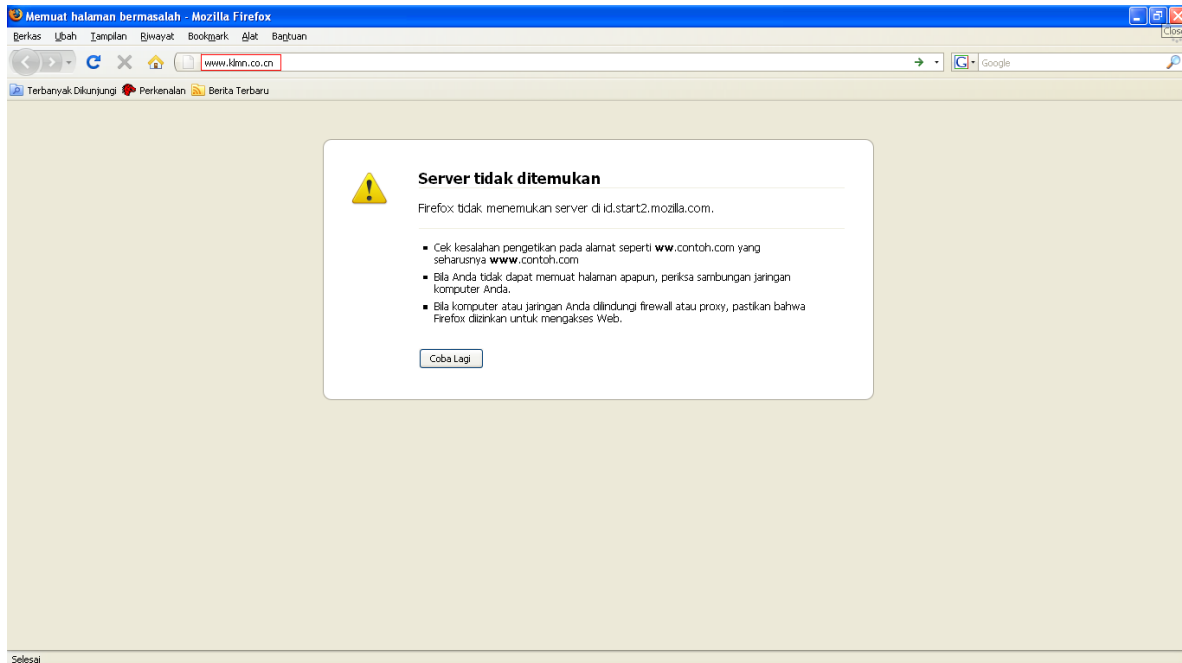 Memuat halaman bermasalah - Mozilla Firefox
Close
Berkas Ubah Tampilan Riwayat Bookmark Alat Bantuan
www.klmn.co.cn
G Google
Terbanyak Dikunjungi Perkenalan Berita Terbaru
Server tidak ditemukan
Firefox tidak menemukan server di id.start2.mozilla.com.
Cek kesalahan pengetikan pada alamat seperti ww.contoh.com yang
seharusnya www.contoh.com
Bila Anda tidak dapat memuat halaman apapun, periksa sambungan jaringan
komputer Anda.
Bila komputer atau jaringan Anda dilindungi firewall atau proxy, pastikan bahwa
Firefox diizinkan untuk mengakses Web.
Coba Lagi
Selesai